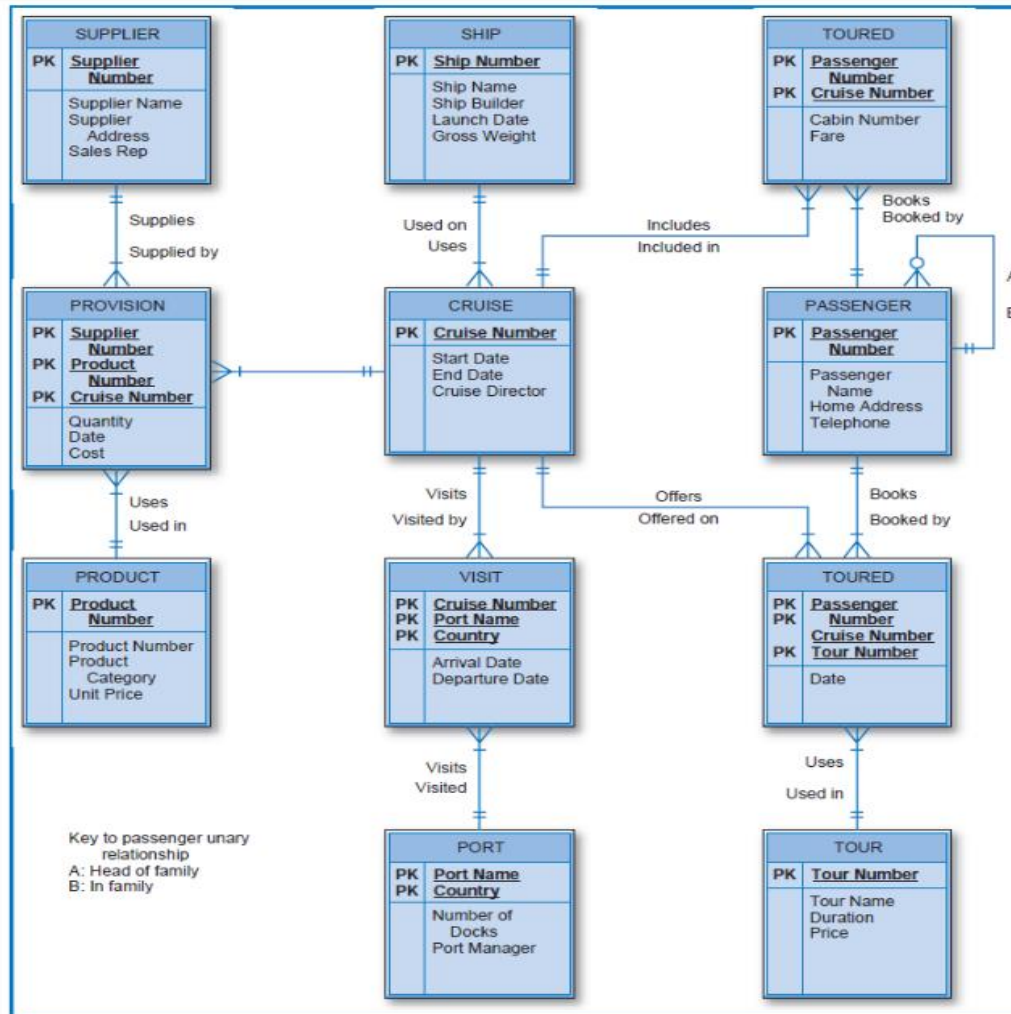 SUPPLIER
PK Supplier
Number
Supplier Name
Supplier
Address
Sales Rep
SHIP
PK Ship Number
Ship Name
Ship Builder
Launch Date
Gross Weight
TOURED
PK Passenger
Number
PK Cruise Number
Cabin Number
Fare
Supplies
Supplied by
Used on
Uses
Includes
Included in
Books
Booked by
A
B
PROVISION
PK Supplier
Number
PK Product
Number
PK Cruise Number
Quantity
Date
Cost
CRUISE
PK Cruise Number
Start Date
End Date
Cruise Director
PASSENGER
PK Passenger
Number
Passenger
Name
Home Address
Telephone
Uses
Used in
Visits
Visited by
Offers
Offered on
Books
Booked by
PRODUCT
PK Product
Number
Product Number
Product
Category
Unit Price
VISIT
PK Cruise Number
PK Port Name
PK Country
Arrival Date
Departure Date
TOURED
PK Passenger
PK Number
Cruise Number
PK Tour Number
Date
Visits
Visited
Uses
Used in
Key to passenger unary
relationship
A: Head of family
B: In family
PORT
PK Port Name
PK Country
Number of
Docks
Port Manager
TOUR
PK Tour Number
Tour Name
Duration
Price